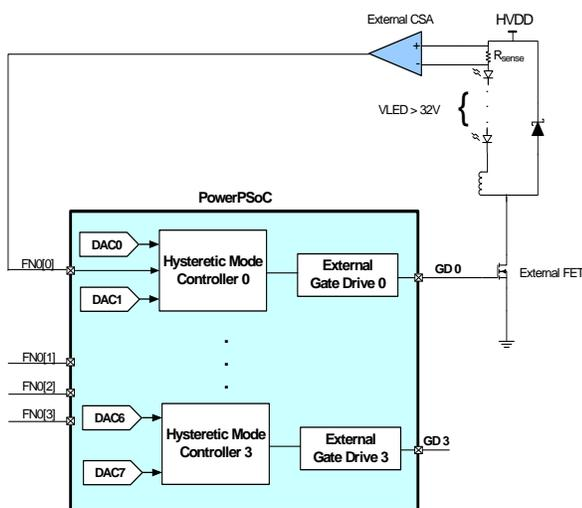 External CSA
HVDD
+
-
Rsense
VLED > 32V
{
PowerPSoC
DAC0
FN0[0]
Hysteretic Mode
Controller 0
External
Gate Drive 0
GD 0
External FET
DAC1
FN0[1]
FN0[2]
FN0[3]
DAC6
Hysteretic Mode
Controller 3
External
Gate Drive 3
GD 3
DAC7